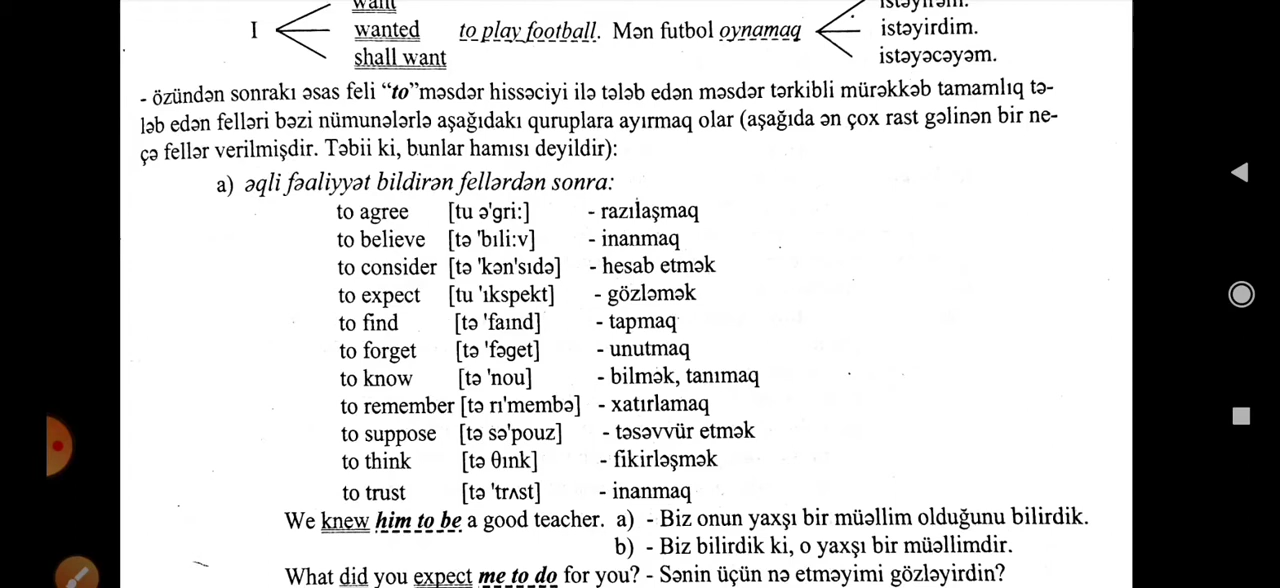 I want
wanted to play football. Mən futbol oynamaq istəyirdim.
shall want istəyəcəyəm.
- özündən sonrakı əsas feli “to”məsdər hissəciyi ilə tələb edən məsdər tərkibli mürəkkəb tamamlıq tə-
ləb edən felləri bəzi nümunələrlə aşağıdakı quruplara ayırmaq olar (aşağıda ən çox rast gəlinən bir ne-
çə fellər verilmişdir. Təbii ki, bunlar hamısı deyildir):
a) əqli fəaliyyət bildirən fellərdən sonra:
to agree [tu ə'gri:] - razılaşmaq
to believe [tə 'bıli:v] - inanmaq
to consider [tə 'kən'sıdə] - hesab etmək
to expect [tu 'ıkspekt] - gözləmək
to find [tə 'faınd] - tapmaq
to forget [tə 'fəget] - unutmaq
to know [tə 'nou] - bilmək, tanımaq
to remember [tə rı'membə] - xatırlamaq
to suppose [tə sə'pouz] - təsəvvür etmək
to think [tə θınk] - fikirləşmək
to trust [tə 'trʌst] - inanmaq
We knew him to be a good teacher. a) - Biz onun yaxşı bir müəllim olduğunu bilirdik.
b) - Biz bilirdik ki, o yaxşı bir müəllimdir.
What did you expect me to do for you? - Sənin üçün nə etməyimi gözləyirdin?